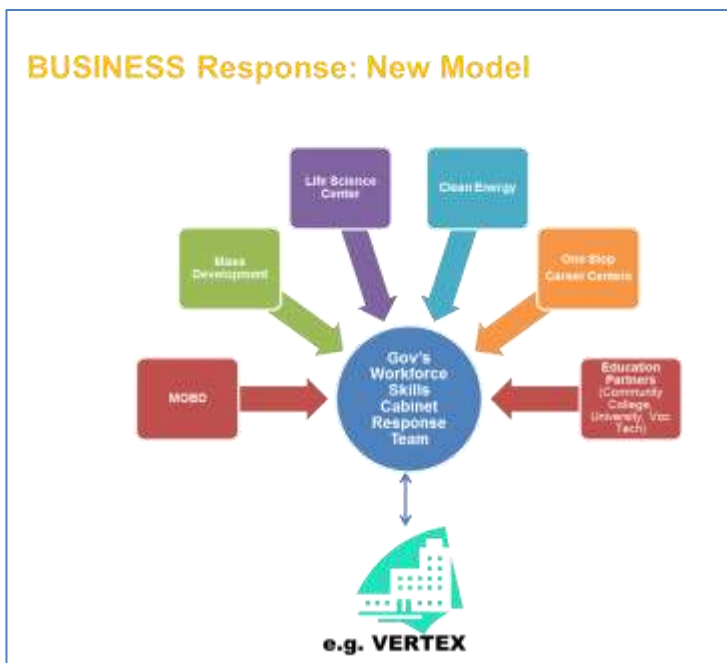 BUSINESS Response: New Model
Life Science
Center
Clean Energy
Mass
Development
One Stop
Career Centers
MOBD
Gov's
Workforce
Skills
Cabinet
Response
Team
Education
Partners
(Community
College,
University, Voc
Tech)
e.g. VERTEX